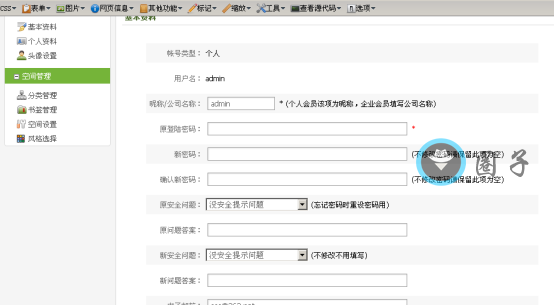 CSS 表单 图片 网页信息 其他功能 标记 缩放 工具 查看源代码 选项
基本资料
基本资料
个人资料
头像设置
空间管理
分类管理
书签管理
空间设置
风格选择
帐号类型： 个人
用户名： admin
昵称/公司名称： admin * (个人会员该项为昵称，企业会员填写公司名称)
原登陆密码： *
新密码： (不修改密码请保留此项为空)
确认新密码： (不修改密码请保留此项为空)
原安全问题： 没安全提示问题 (忘记密码时重设密码用)
原问题答案：
新安全问题： 没安全提示问题 (不修改不用填写)
新问题答案：
圈子